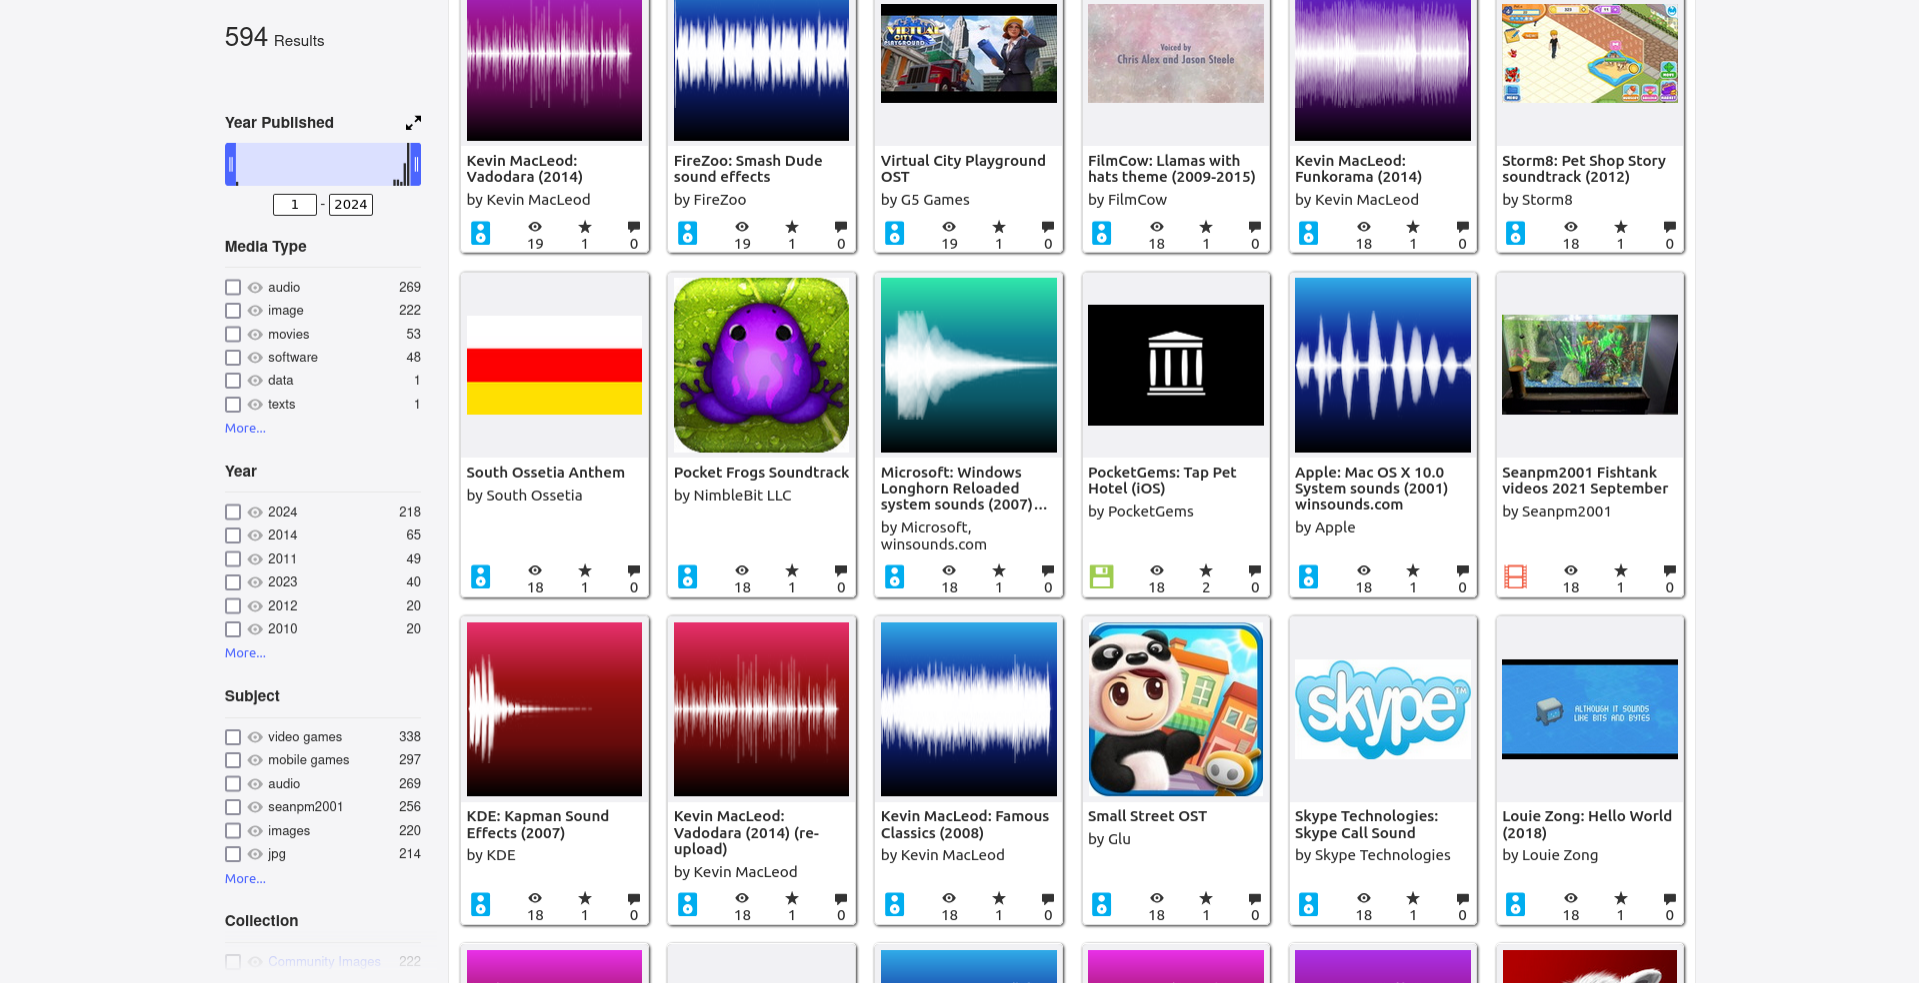 594 Results
Year Published
1 - 2024
Media Type
audio 269
image 222
movies 53
software 48
data 1
texts 1
More...
Year
2024 218
2014 65
2011 49
2023 40
2012 20
2010 20
More...
Subject
video games 338
mobile games 297
audio 269
seanpm2001 256
images 220
jpg 214
More...
Collection
Community Images 222
Kevin MacLeod:
Vadodara (2014)
by Kevin MacLeod
19 1 0
FireZoo: Smash Dude
sound effects
by FireZoo
19 1 0
VIRTUAL
CITY
PLAYGROUND
Virtual City Playground
OST
by G5 Games
19 1 0
Voiced by
Chris Alex and Jason Steele
FilmCow: Llamas with
hats theme (2009-2015)
by FilmCow
18 1 0
Kevin MacLeod:
Funkorama (2014)
by Kevin MacLeod
18 1 0
Storm8: Pet Shop Story
soundtrack (2012)
by Storm8
18 1 0
South Ossetia Anthem
by South Ossetia
18 1 0
Pocket Frogs Soundtrack
by NimbleBit LLC
18 1 0
Microsoft: Windows
Longhorn Reloaded
system sounds (2007)...
by Microsoft,
winsounds.com
18 1 0
PocketGems: Tap Pet
Hotel (iOS)
by PocketGems
18 2 0
Apple: Mac OS X 10.0
System sounds (2001)
winsounds.com
by Apple
18 1 0
Seanpm2001 Fishtank
videos 2021 September
by Seanpm2001
18 1 0
KDE: Kapman Sound
Effects (2007)
by KDE
18 1 0
Kevin MacLeod:
Vadodara (2014) (re-
upload)
by Kevin MacLeod
18 1 0
Kevin MacLeod: Famous
Classics (2008)
by Kevin MacLeod
18 1 0
Small Street OST
by Glu
18 1 0
skype
TM
Skype Technologies:
Skype Call Sound
by Skype Technologies
18 1 0
ALTHOUGH IT SOUNDS
LIKE BITS AND BYTES
Louie Zong: Hello World
(2018)
by Louie Zong
18 1 0